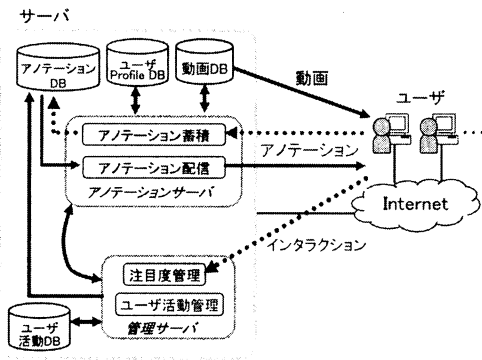 サーバ
アノテーション
DB
ユーザ
Profile DB
動画DB
動画
ユーザ
アノテーション蓄積
アノテーション
アノテーション配信
アノテーションサーバ
Internet
インタラクション
注目度管理
ユーザ活動管理
管理サーバ
ユーザ
活動DB